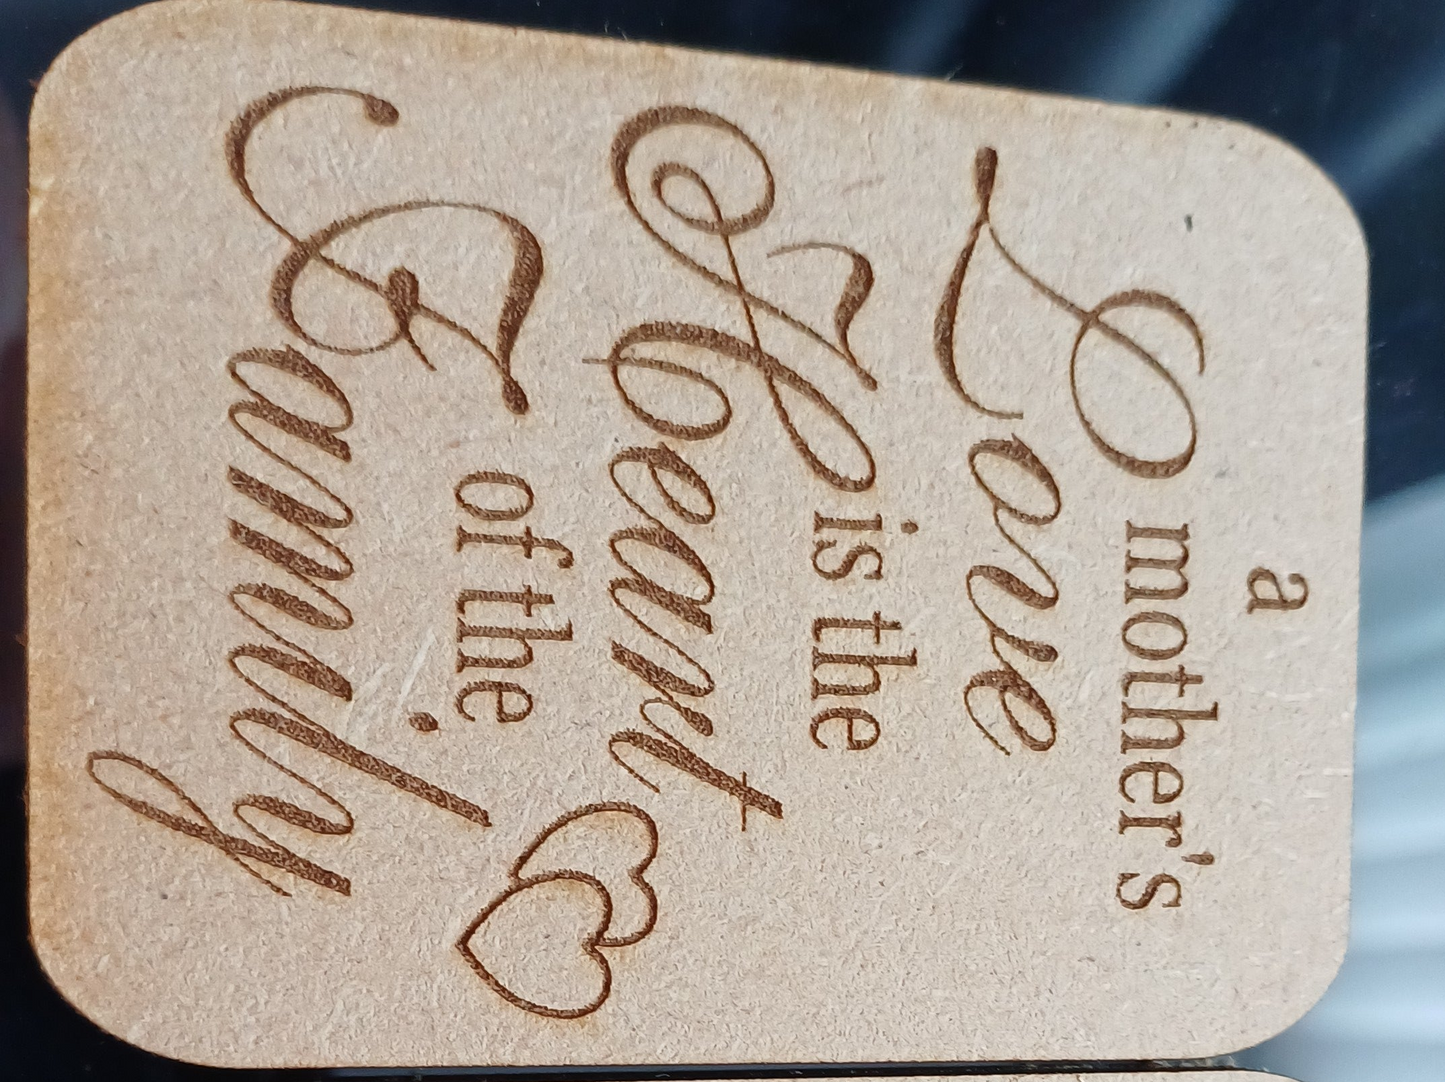 a
mother's
Love
is the
Heart
of the
Family